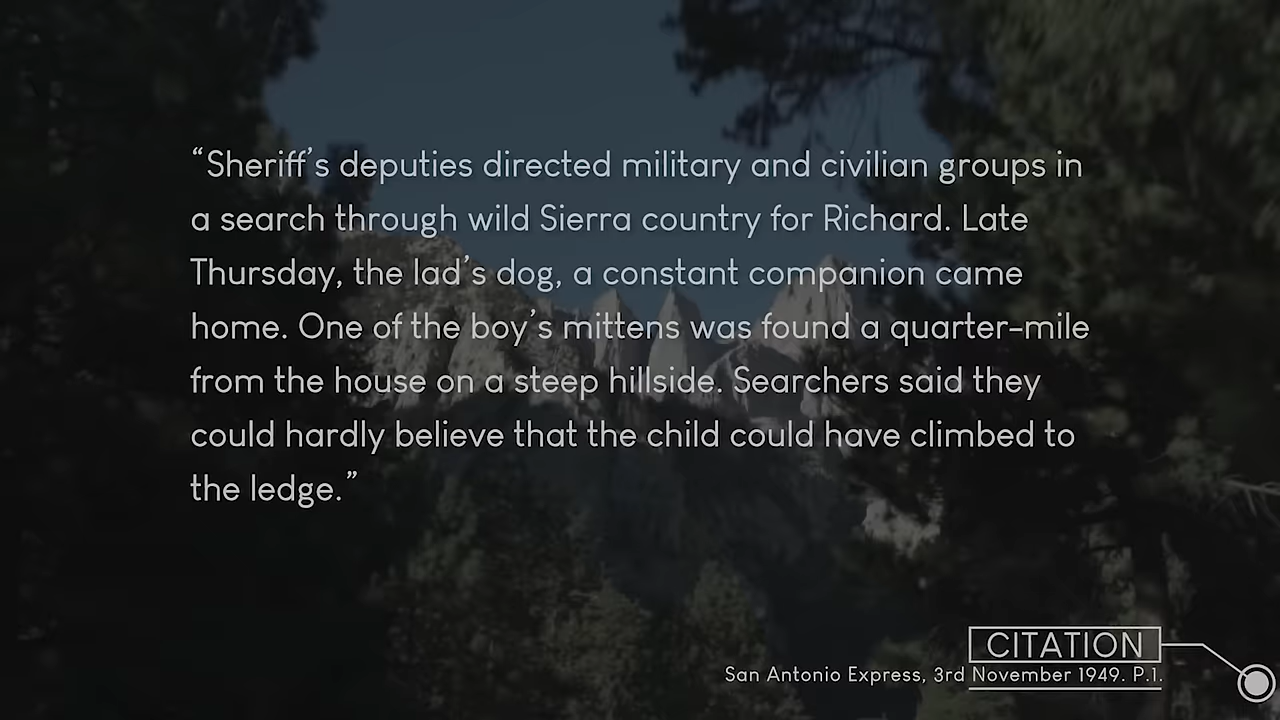 “Sheriff’s deputies directed military and civilian groups in
a search through wild Sierra country for Richard. Late
Thursday, the lad’s dog, a constant companion came
home. One of the boy’s mittens was found a quarter-mile
from the house on a steep hillside. Searchers said they
could hardly believe that the child could have climbed to
the ledge.”
CITATION
San Antonio Express, 3rd November 1949. P.1.